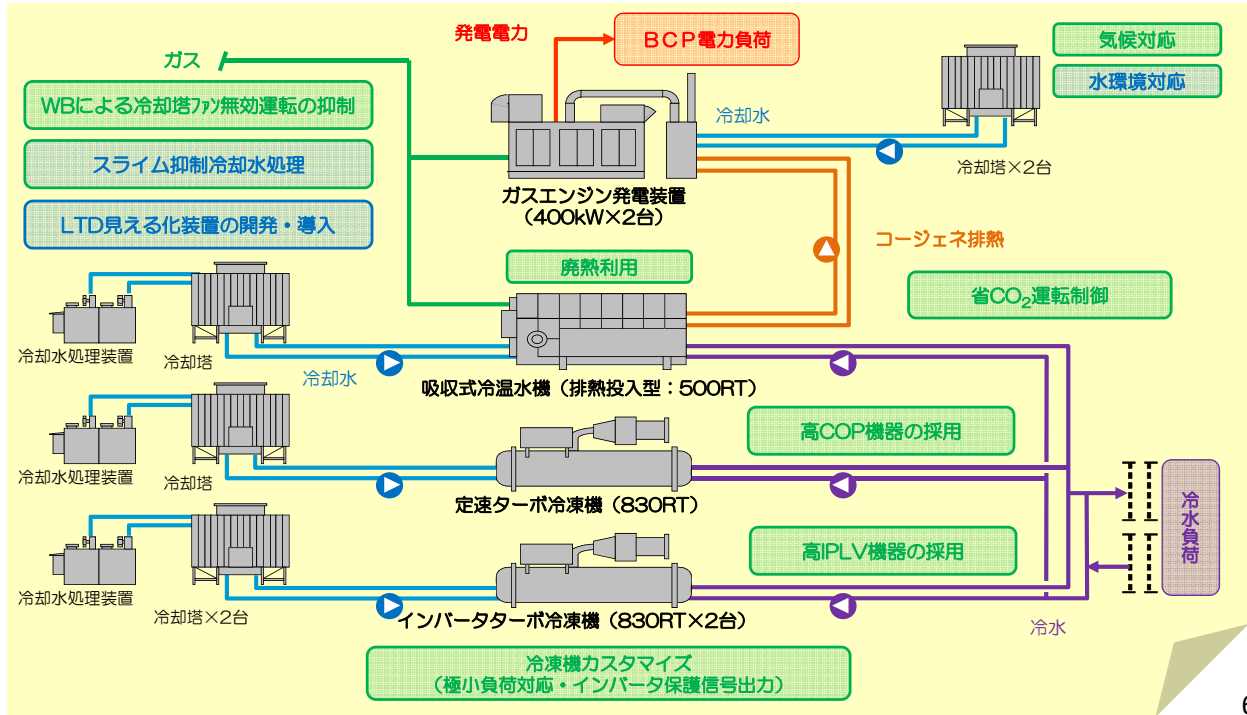 発電電力
BCP電力負荷
ガス
気候対応
水環境対応
WBによる冷却塔ファン無効運転の抑制
スライム抑制冷却水処理
LTD見える化装置の開発・導入
冷却水
冷却塔×2台
ガスエンジン発電装置
(400kW×2台)
コージェネ排熱
廃熱利用
省CO₂運転制御
冷却水処理装置
冷却塔
冷却水
吸収式冷温水機(排熱投入型:500RT)
高COP機器の採用
冷却水処理装置
冷却塔
定速ターボ冷凍機(830RT)
冷水負荷
高IPLV機器の採用
冷却水処理装置
冷却塔×2台
インバータターボ冷凍機(830RT×2台)
冷水
冷凍機カスタマイズ
(極小負荷対応・インバータ保護信号出力)
6